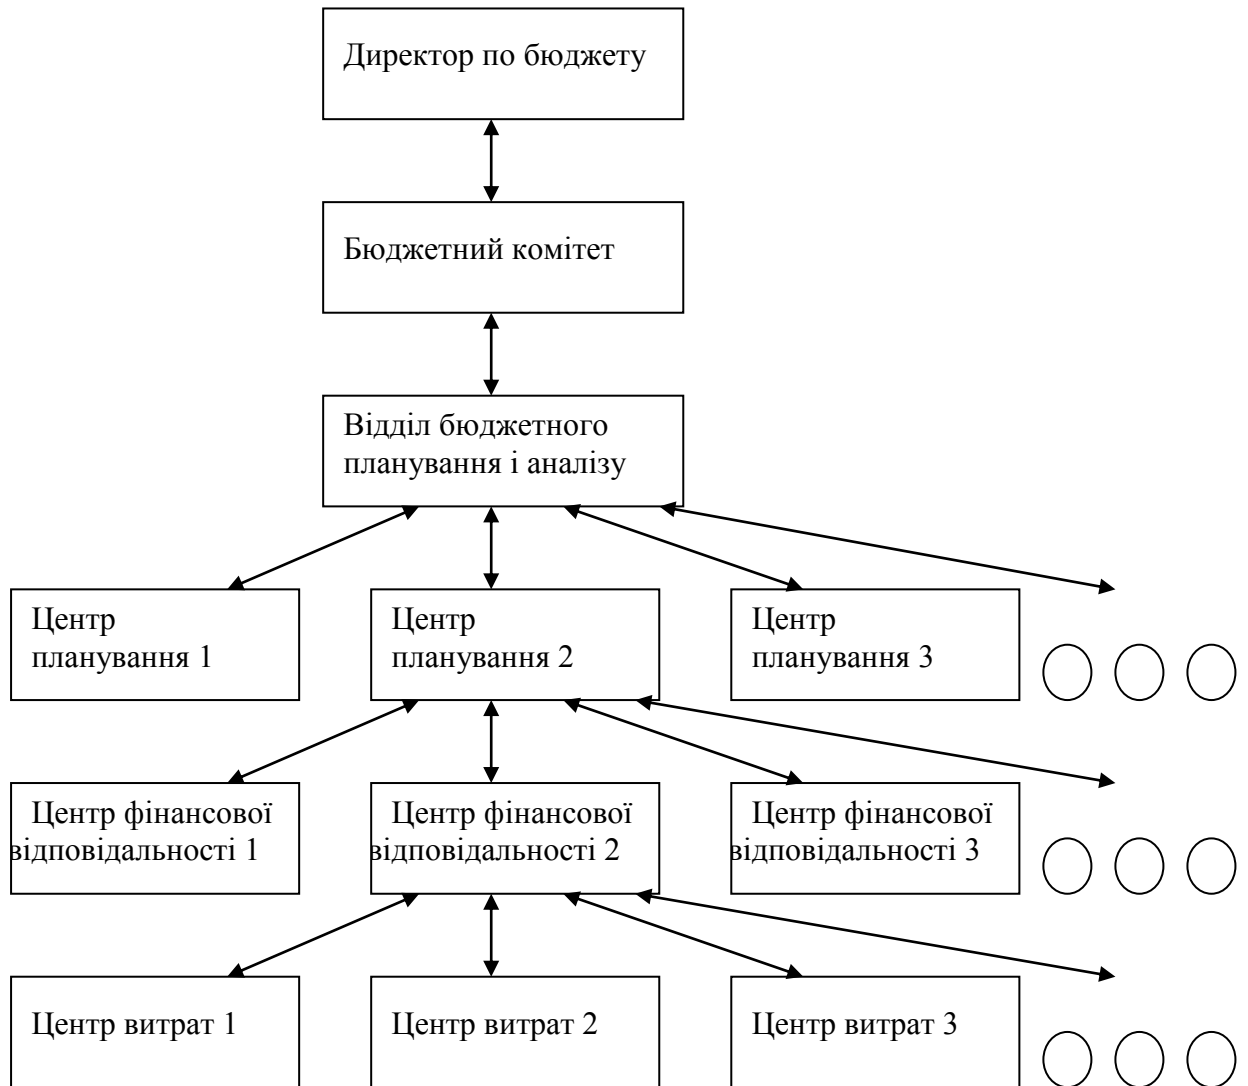 Директор по бюджету
Бюджетний комітет
Відділ бюджетного
планування і аналізу
Центр
планування 1
Центр
планування 2
Центр
планування 3
Центр фінансової
відповідальності 1
Центр фінансової
відповідальності 2
Центр фінансової
відповідальності 3
Центр витрат 1
Центр витрат 2
Центр витрат 3